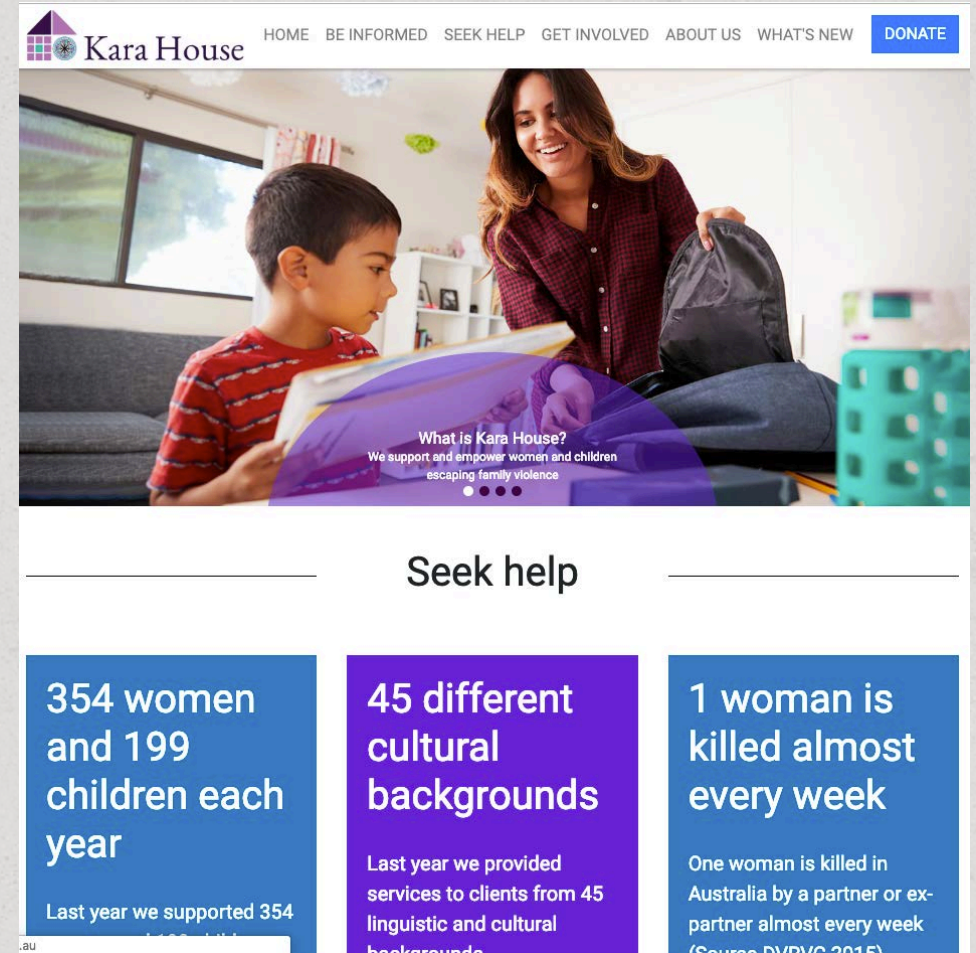 Kara House
HOME BE INFORMED SEEK HELP GET INVOLVED ABOUT US WHAT'S NEW DONATE
What is Kara House?
We support and empower women and children
escaping family violence
Seek help
354 women
and 199
children each
year
Last year we supported 354
45 different
cultural
backgrounds
Last year we provided
services to clients from 45
linguistic and cultural
backgrounds
1 woman is
killed almost
every week
One woman is killed in
Australia by a partner or ex-
partner almost every week
(Source DVRVC 2015)
.au